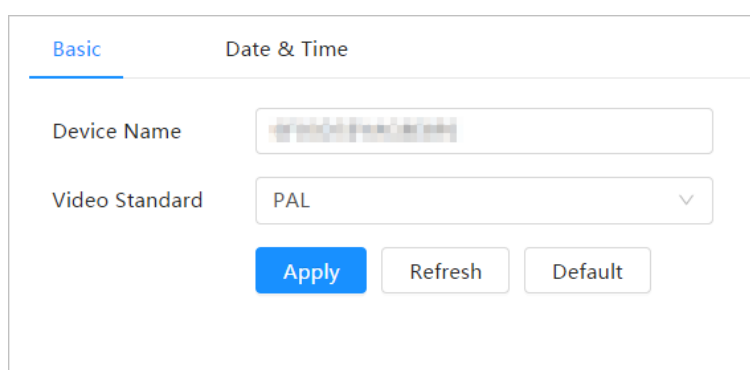 Basic Date & Time
Device Name
Video Standard PAL
Apply Refresh Default